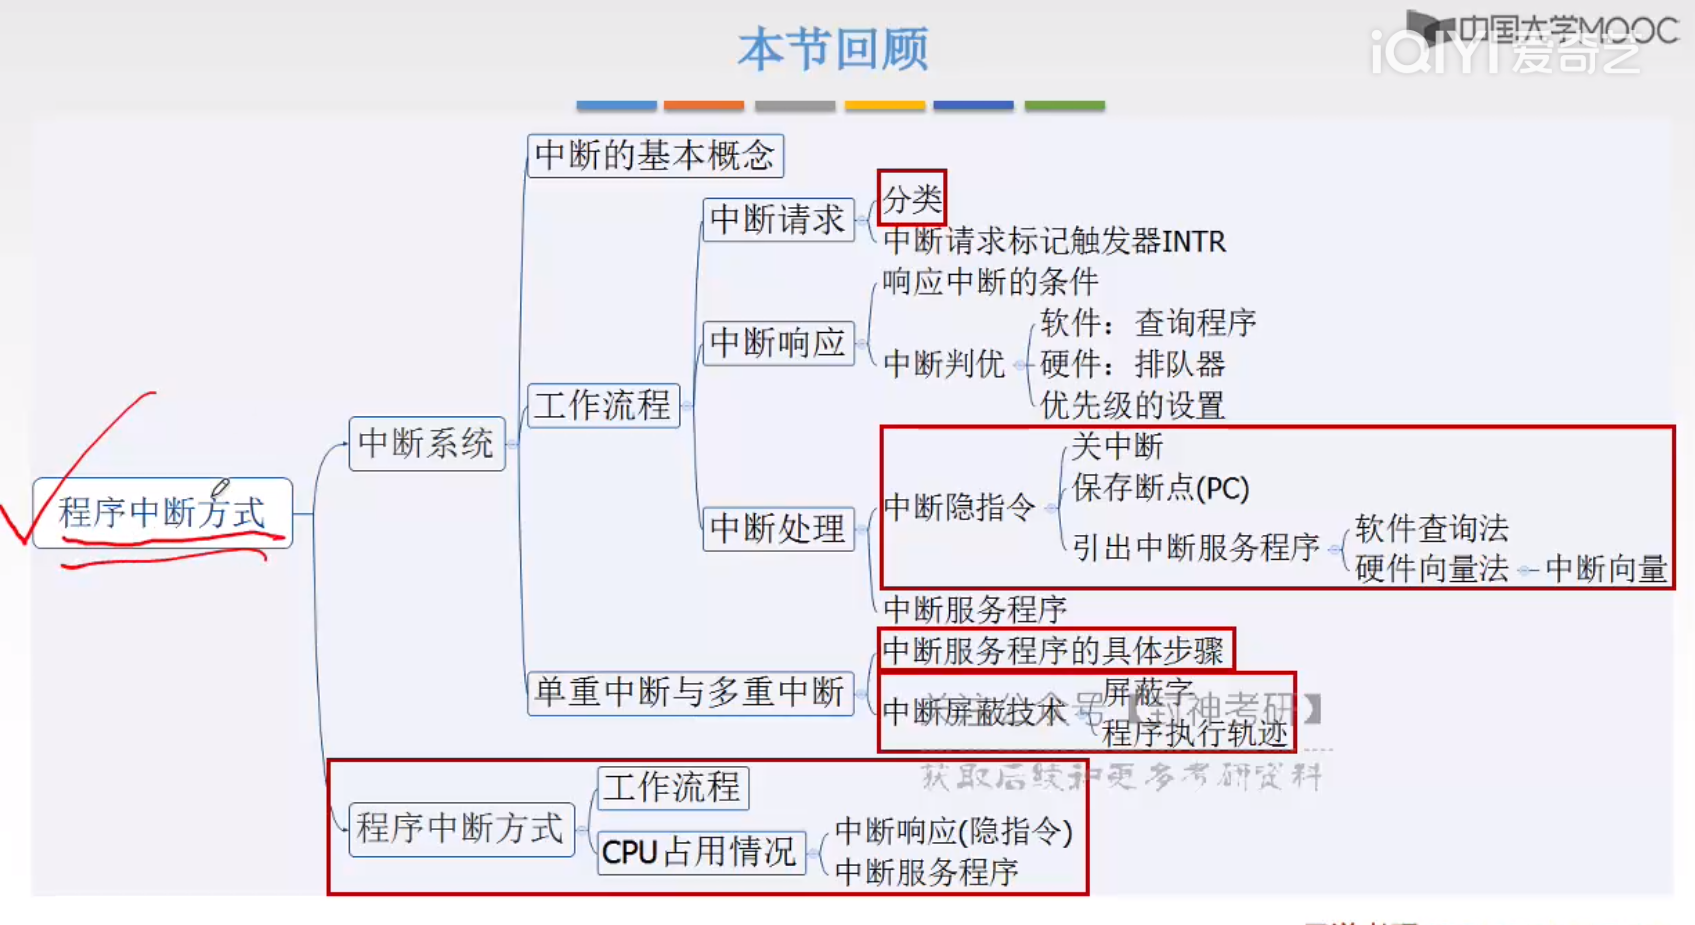 本节回顾
中国大学MOOC
iQIYI 爱奇艺
中断的基本概念
中断请求
分类
中断请求标记触发器INTR
响应中断的条件
中断响应
软件：查询程序
中断判优
硬件：排队器
优先级的设置
工作流程
中断系统
关中断
保存断点(PC)
中断隐指令
引出中断服务程序
软件查询法
硬件向量法
中断向量
中断处理
程序中断方式
中断服务程序
中断服务程序的具体步骤
单重中断与多重中断
屏蔽字
中断屏蔽技术
程序执行轨迹
关注公众号【封神考研】
获取后续和更多考研资料
工作流程
程序中断方式
CPU占用情况
中断响应(隐指令)
中断服务程序